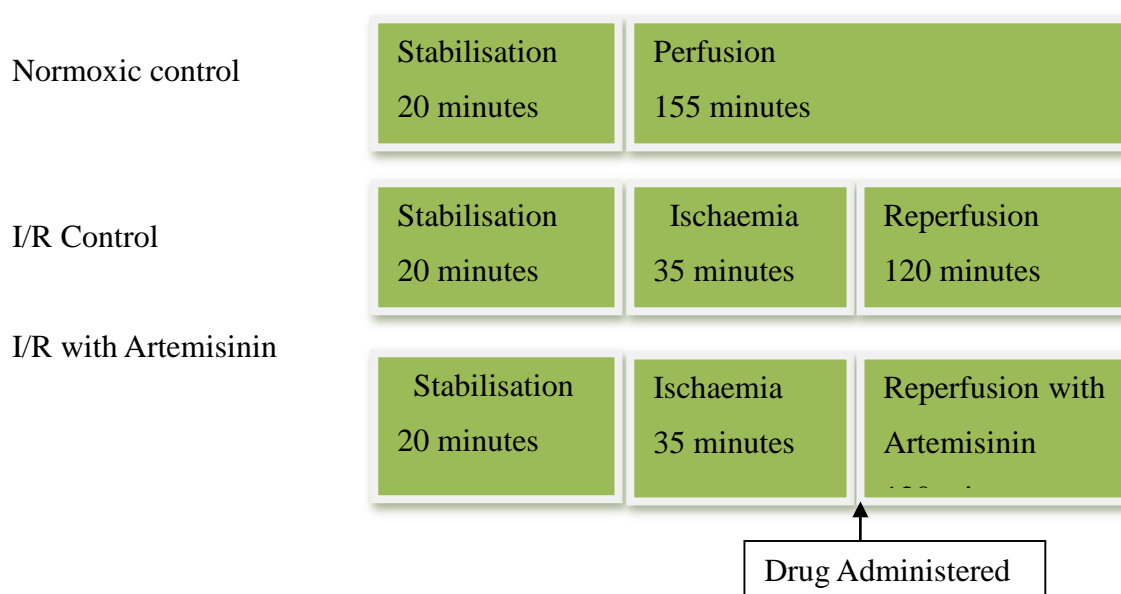 Normoxic control
Stabilisation
20 minutes
Perfusion
155 minutes
I/R Control
Stabilisation
20 minutes
Ischaemia
35 minutes
Reperfusion
120 minutes
I/R with Artemisinin
Stabilisation
20 minutes
Ischaemia
35 minutes
Reperfusion with
Artemisinin
Drug Administered